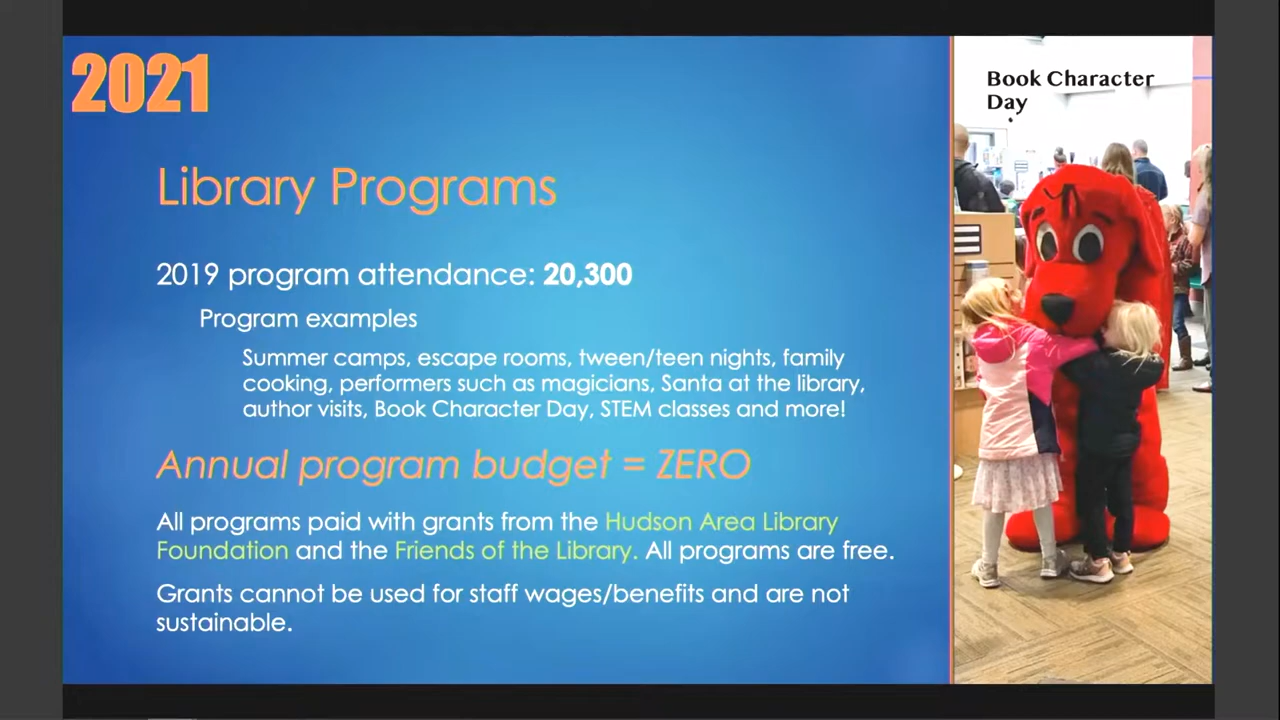 2021
Book Character
Day
Library Programs
2019 program attendance: 20,300
Program examples
Summer camps, escape rooms, tween/teen nights, family
cooking, performers such as magicians, Santa at the library,
author visits, Book Character Day, STEM classes and more!
Annual program budget = ZERO
All programs paid with grants from the Hudson Area Library
Foundation and the Friends of the Library. All programs are free.
Grants cannot be used for staff wages/benefits and are not
sustainable.